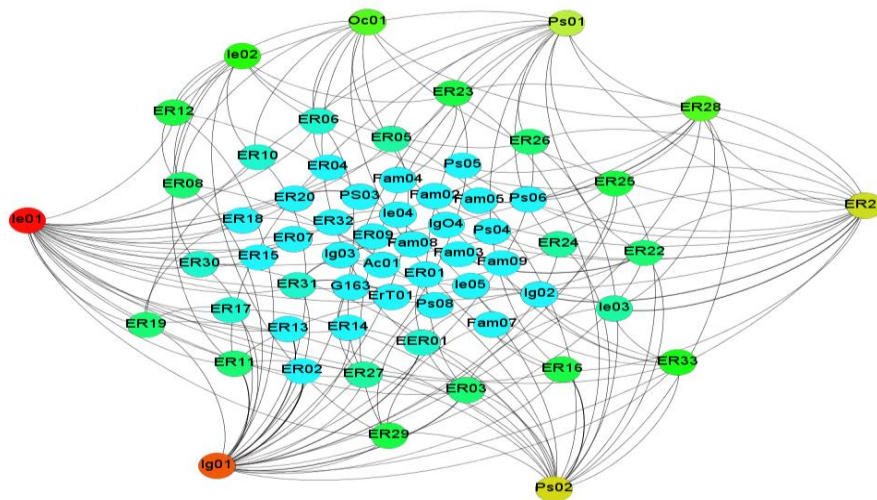 Oc01
Ps01
Ie02
ER23
ER28
ER12
ER06
ER05
ER26
ER10
ER04
Ps05
Fam04
ER08
ER25
PS03
Fam02
Fam05
Ps06
ER20
ER2
Ie01
ER18
ER32
Ie04
IgO4
Ps04
ER07
ER09
Fam08
ER24
ER15
Ig03
Fam03
Fam09
ER22
ER30
Ac01
ER01
ER31
G163
ErT01
Ie05
Ig02
Ps08
Ie03
ER17
ER19
ER13
ER14
Fam07
EER01
ER11
ER02
ER27
ER16
ER33
ER03
ER29
Ig01
Ps02